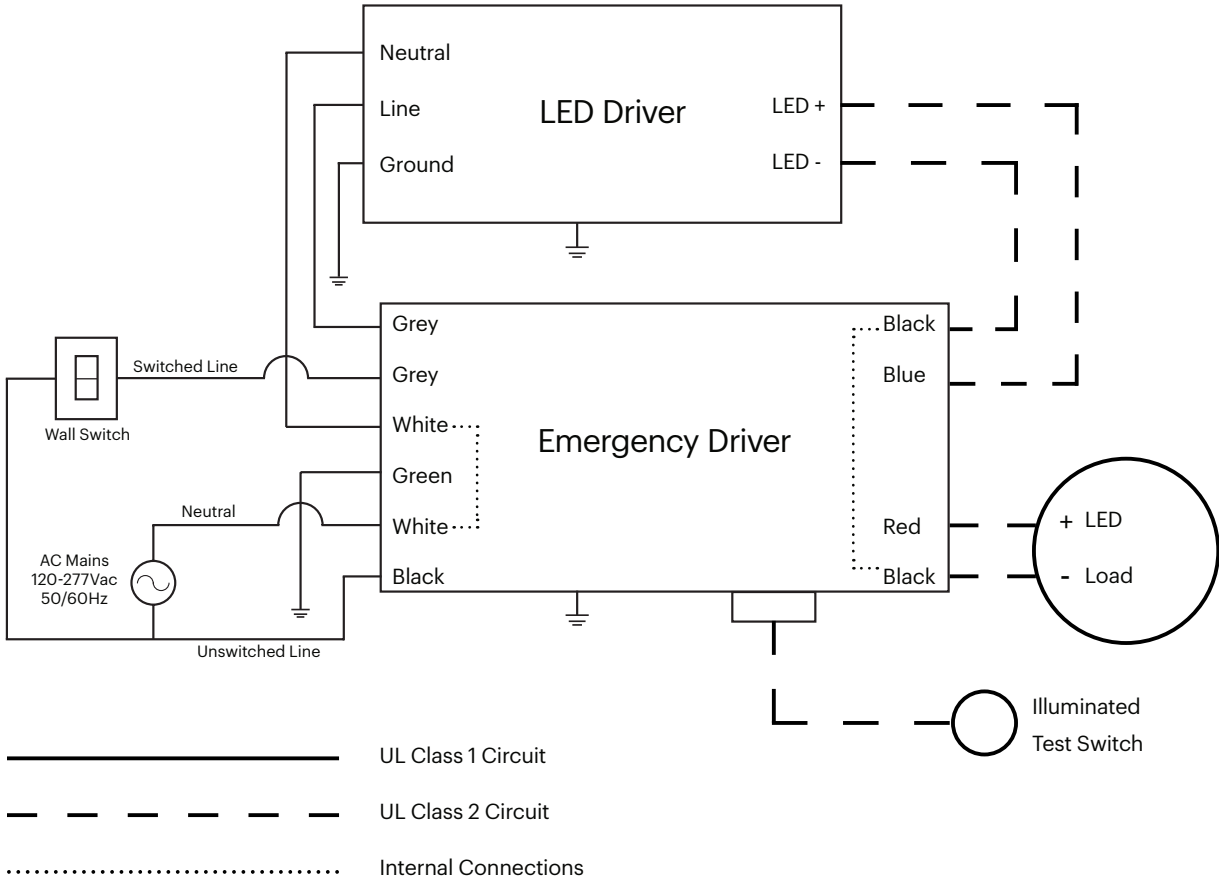 Neutral
Line
Ground
LED Driver
LED +
LED -
Grey
Grey
White
Green
White
Black
Emergency Driver
Black
Blue
Red
Black
Switched Line
Wall Switch
Neutral
AC Mains
120-277Vac
50/60Hz
Unswitched Line
+ LED
- Load
Illuminated
Test Switch
UL Class 1 Circuit
UL Class 2 Circuit
Internal Connections